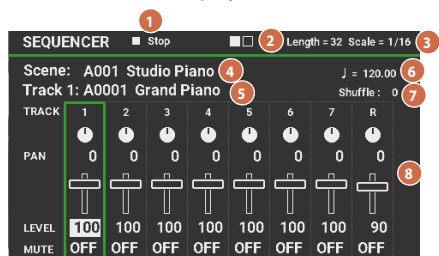 1
SEQUENCER Stop 2 Length = 32 Scale = 1/16 3
Scene: A001 Studio Piano 4 ♩ = 120.00 6
Track 1: A0001 Grand Piano 5 Shuffle : 0 7
TRACK 1 2 3 4 5 6 7 R
PAN 0 0 0 0 0 0 0 0
8
LEVEL 100 100 100 100 100 100 100 90
MUTE OFF OFF OFF OFF OFF OFF OFF OFF